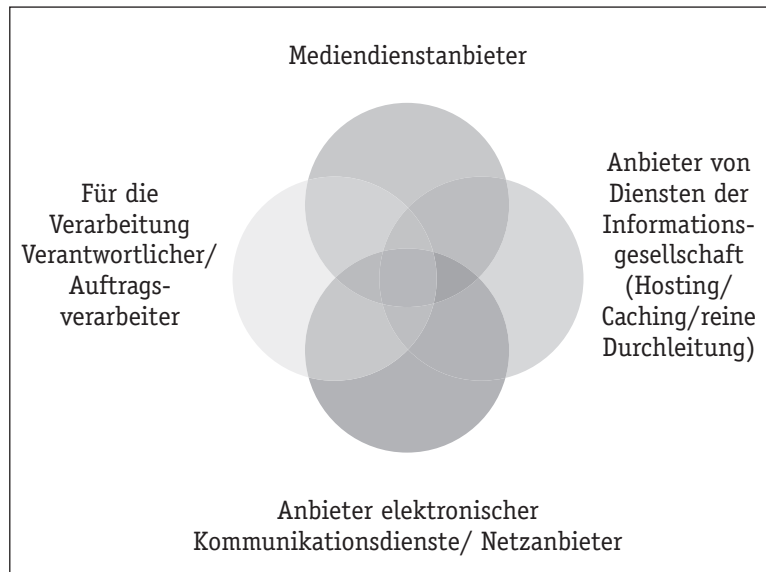 Mediendienstanbieter
Für die
Verarbeitung
Verantwortlicher/
Auftrags-
verarbeiter
Anbieter von
Diensten der
Informations-
gesellschaft
(Hosting/
Caching/reine
Durchleitung)
Anbieter elektronischer
Kommunikationsdienste/ Netzanbieter